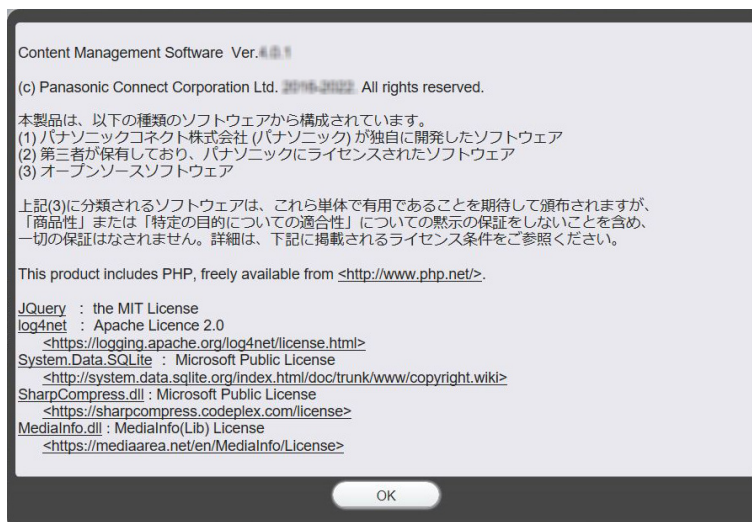 Content Management Software Ver.
(c) Panasonic Connect Corporation Ltd. All rights reserved.
本製品は、以下の種類のソフトウェアから構成されています。
(1) パナソニックコネクト株式会社 (パナソニック) が独自に開発したソフトウェア
(2) 第三者が保有しており、パナソニックにライセンスされたソフトウェア
(3) オープンソースソフトウェア
上記(3)に分類されるソフトウェアは、これら単体で有用であることを期待して頒布されますが、
「商品性」または「特定の目的についての適合性」についての黙示の保証をしないことを含め、
一切の保証はなされません。詳細は、下記に掲載されるライセンス条件をご参照ください。
This product includes PHP, freely available from <http://www.php.net/>.
JQuery : the MIT License
log4net : Apache Licence 2.0
<https://logging.apache.org/log4net/license.html>
System.Data.SQLite : Microsoft Public License
<http://system.data.sqlite.org/index.html/doc/trunk/www/copyright.wiki>
SharpCompress.dll : Microsoft Public License
<https://sharpcompress.codeplex.com/license>
MediaInfo.dll : MediaInfo(Lib) License
<https://mediaarea.net/en/MediaInfo/License>
OK